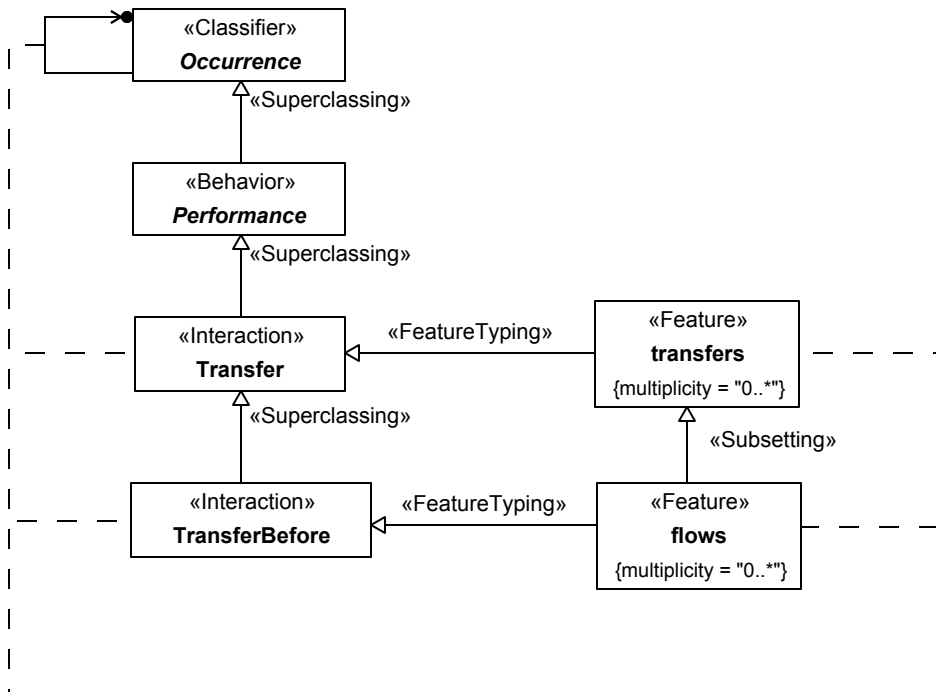 «Classifier»
Occurrence
«Superclassing»
«Behavior»
Performance
«Superclassing»
«Interaction»
Transfer
«FeatureTyping»
«Feature»
transfers
{multiplicity = "0..*"}
«Superclassing»
«Subsetting»
«Interaction»
TransferBefore
«FeatureTyping»
«Feature»
flows
{multiplicity = "0..*"}